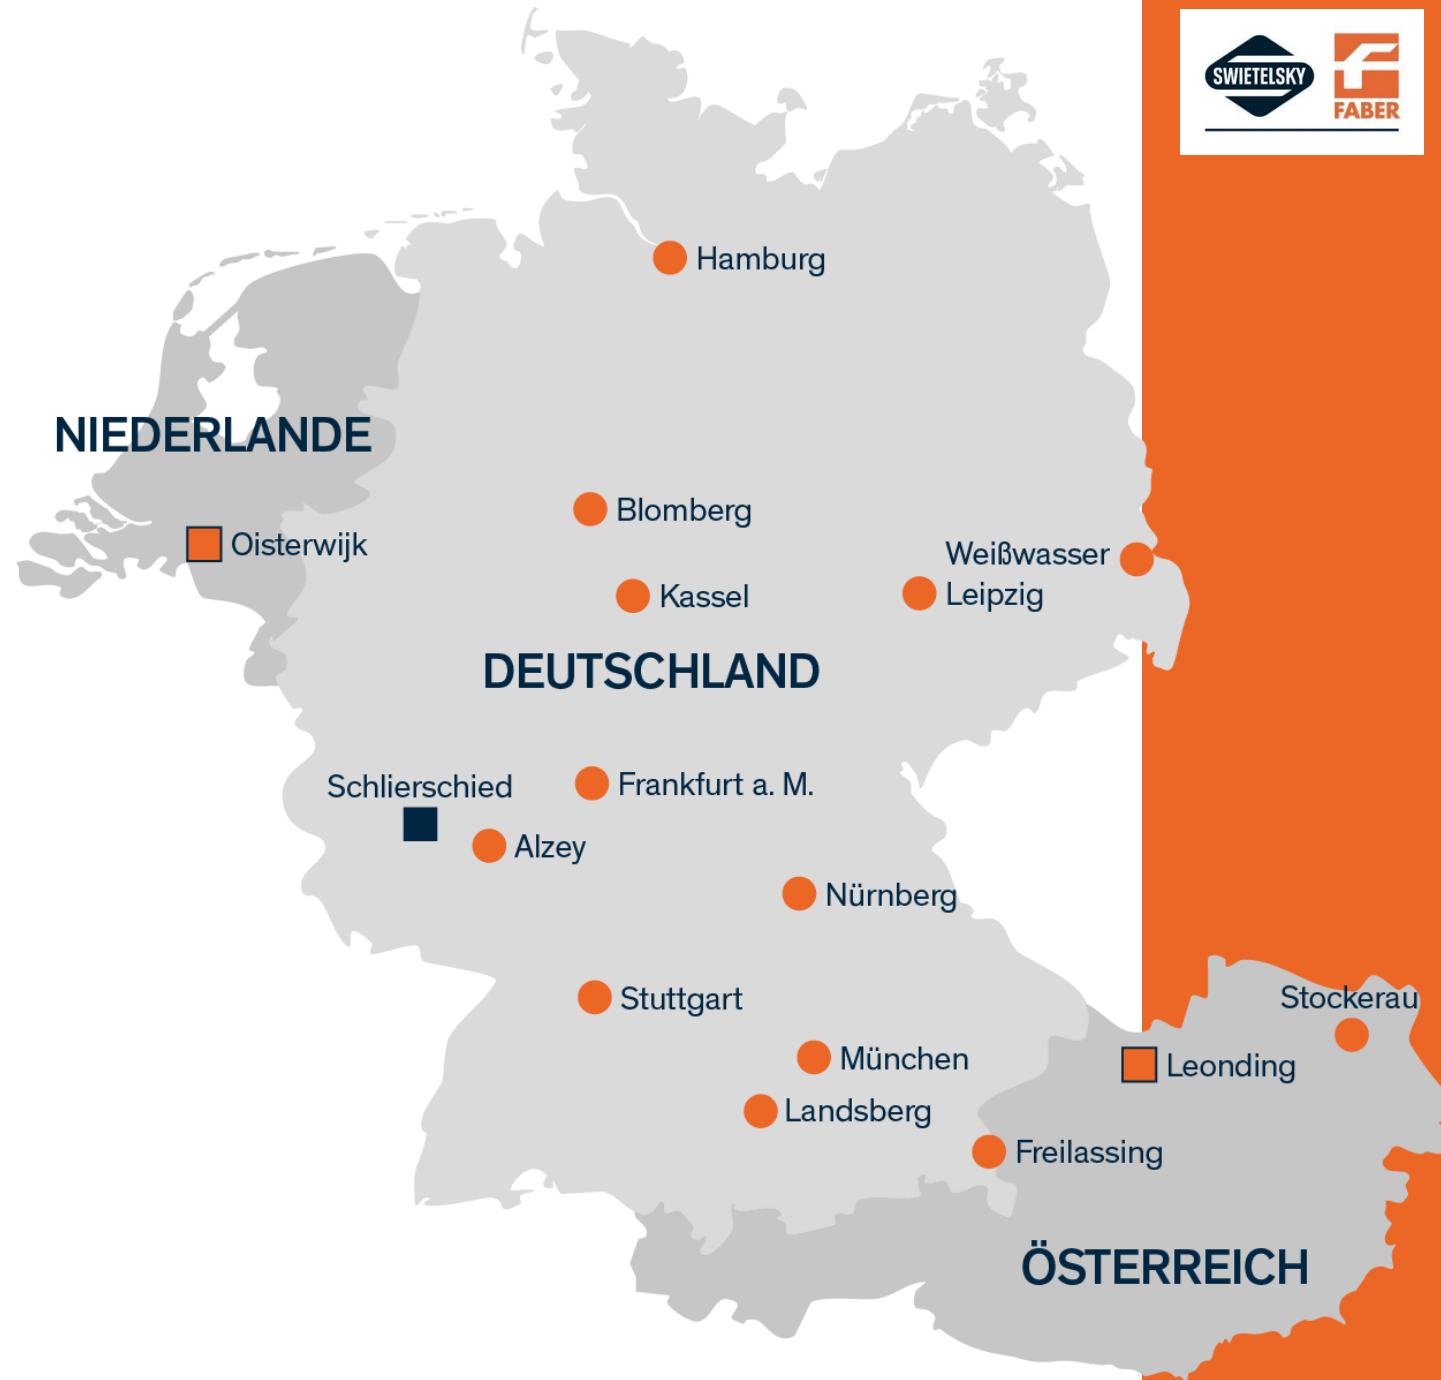 SWIETELSKY
FABER
Hamburg
NIEDERLANDE
Blomberg
Oisterwijk
Weißwasser
Kassel
Leipzig
DEUTSCHLAND
Schlierschied
Frankfurt a. M.
Alzey
Nürnberg
Stuttgart
Stockerau
München
Leonding
Landsberg
Freilassing
ÖSTERREICH